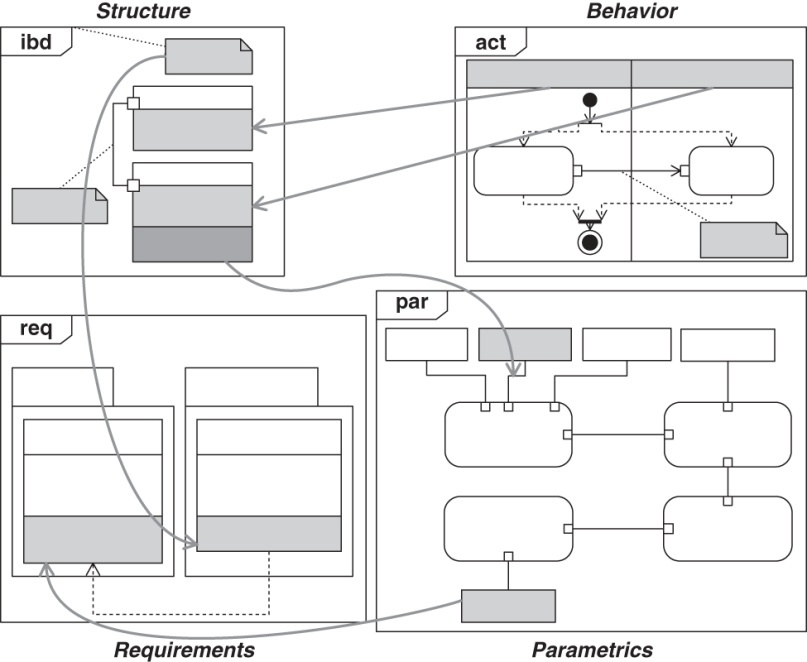 Structure
Behavior
ibd
act
req
par
Requirements
Parametrics